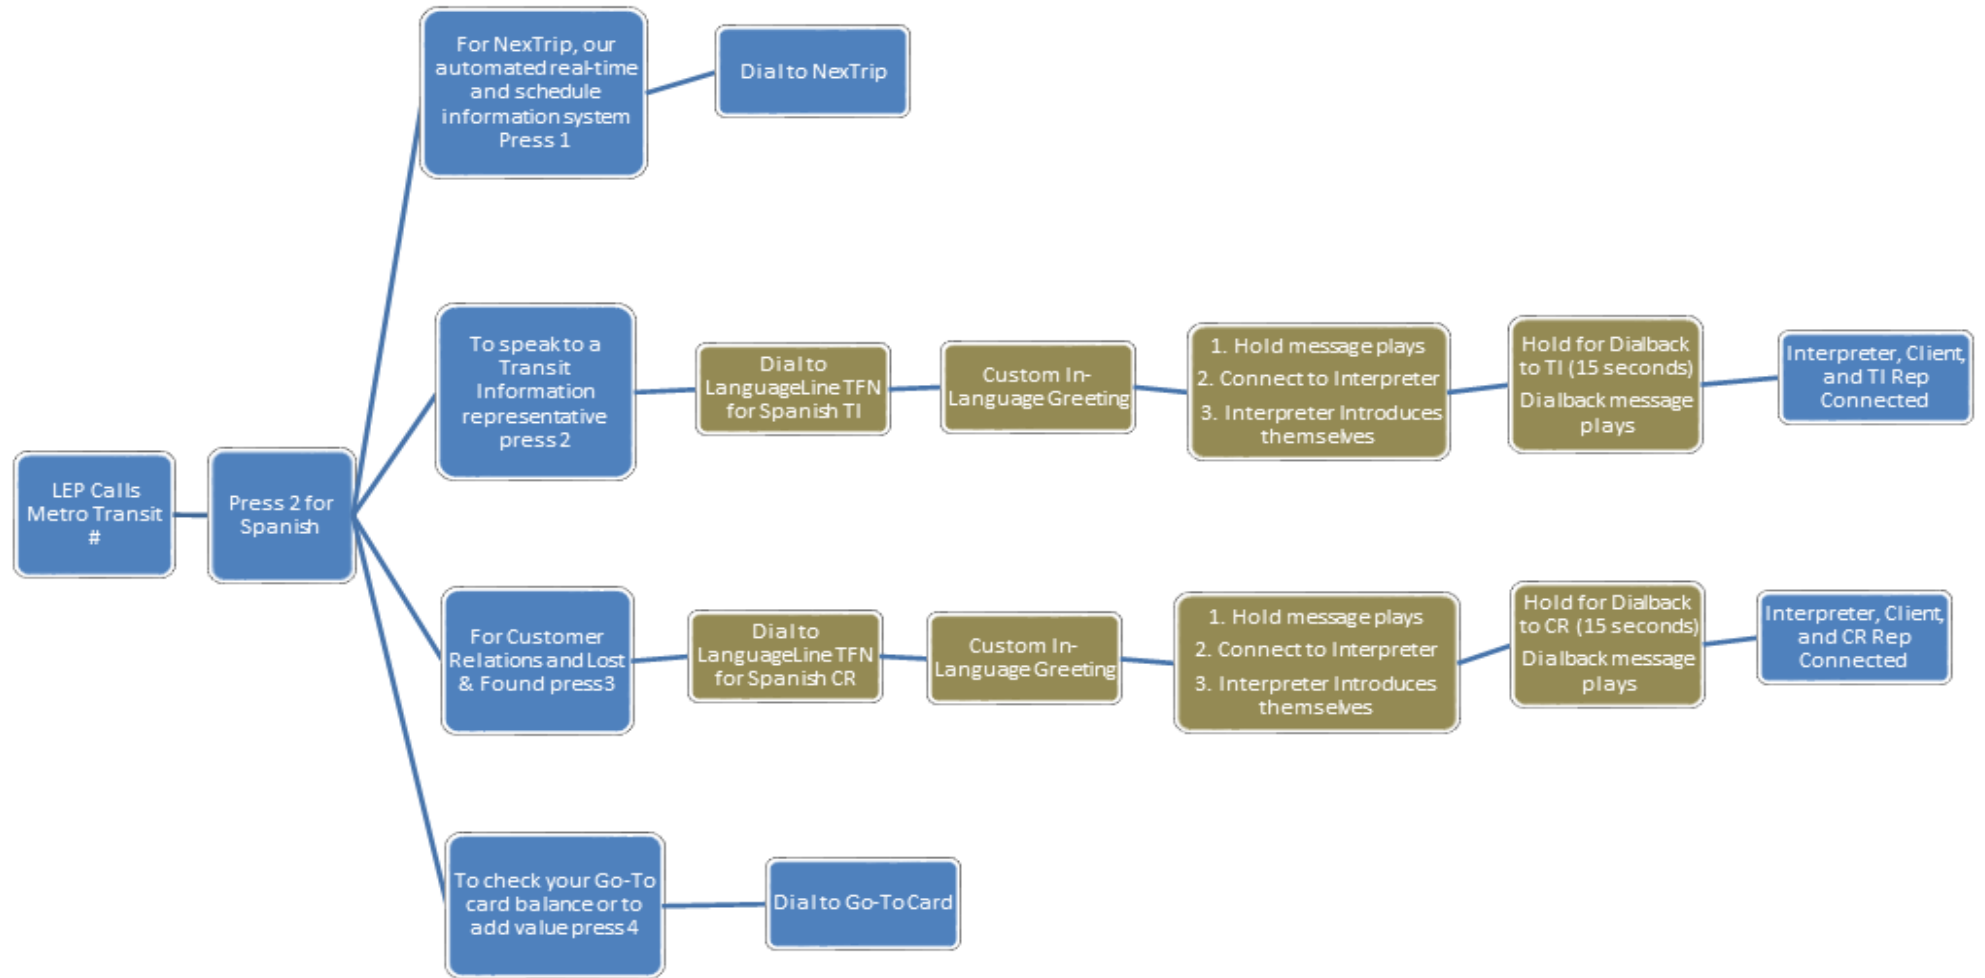 LEP Calls
Metro Transit
#
Press 2 for
Spanish
For NexTrip, our
automated real-time
and schedule
information system
Press 1
Dial to NexTrip
To speak to a
Transit
Information
representative
press 2
Dial to
LanguageLine TFN
for Spanish TI
Custom In-
Language Greeting
1. Hold message plays
2. Connect to Interpreter
3. Interpreter Introduces
themselves
Hold for Dialback
to TI (15 seconds)
Dialback message
plays
Interpreter, Client,
and TI Rep
Connected
For Customer
Relations and Lost
& Found press 3
Dial to
LanguageLine TFN
for Spanish CR
Custom In-
Language Greeting
1. Hold message plays
2. Connect to Interpreter
3. Interpreter Introduces
themselves
Hold for Dialback
to CR (15 seconds)
Dialback message
plays
Interpreter, Client,
and CR Rep
Connected
To check your Go-To
card balance or to
add value press 4
Dial to Go-To Card